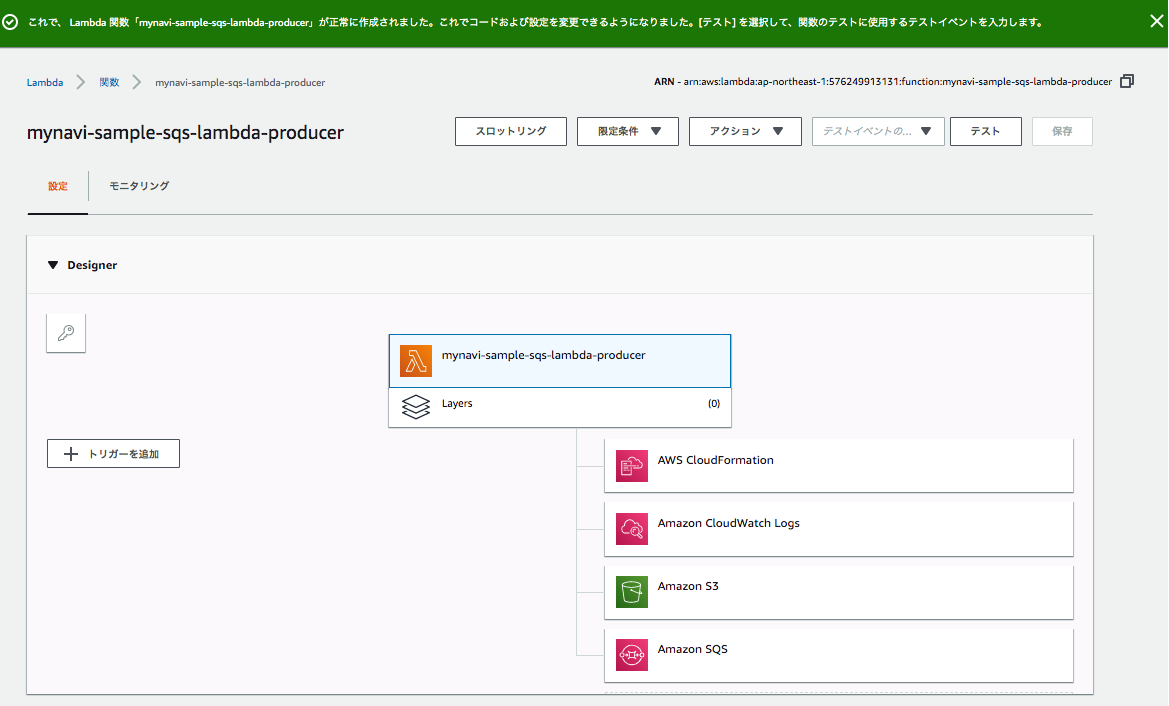 これで、 Lambda 関数「mynavi-sample-sqs-lambda-producer」が正常に作成されました。これでコードおよび設定を変更できるようになりました。[テスト] を選択して、関数のテストに使用するテストイベントを入力します。
Lambda 関数 mynavi-sample-sqs-lambda-producer
ARN - arn:aws:lambda:ap-northeast-1:576249913131:function:mynavi-sample-sqs-lambda-producer
mynavi-sample-sqs-lambda-producer
スロットリング 限定条件 アクション テストイベントの... テスト 保存
設定 モニタリング
Designer
mynavi-sample-sqs-lambda-producer
Layers (0)
トリガーを追加
AWS CloudFormation
Amazon CloudWatch Logs
Amazon S3
Amazon SQS